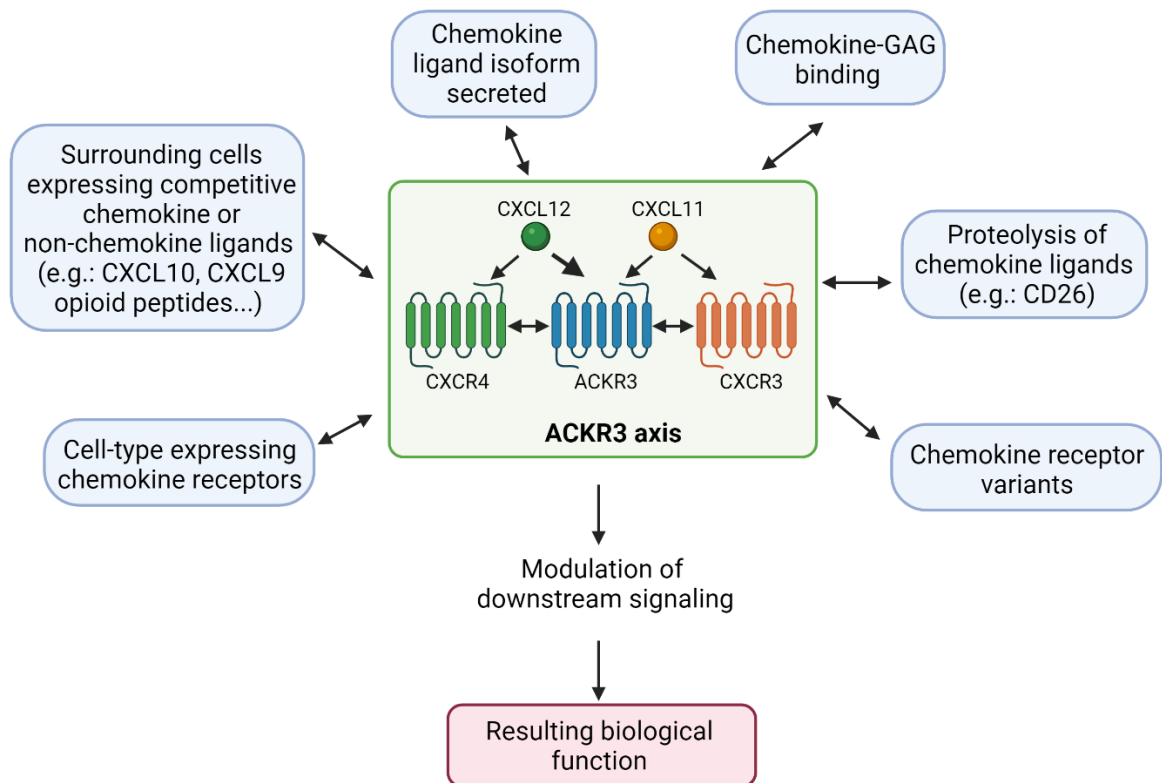 Chemokine
ligand isoform
secreted
Chemokine-GAG
binding
Surrounding cells
expressing competitive
chemokine or
non-chemokine ligands
(e.g.: CXCL10, CXCL9
opioid peptides...)
CXCL12
CXCL11
CXCR4
ACKR3
CXCR3
ACKR3 axis
Proteolysis of
chemokine ligands
(e.g.: CD26)
Cell-type expressing
chemokine receptors
Chemokine receptor
variants
Modulation of
downstream signaling
Resulting biological
function